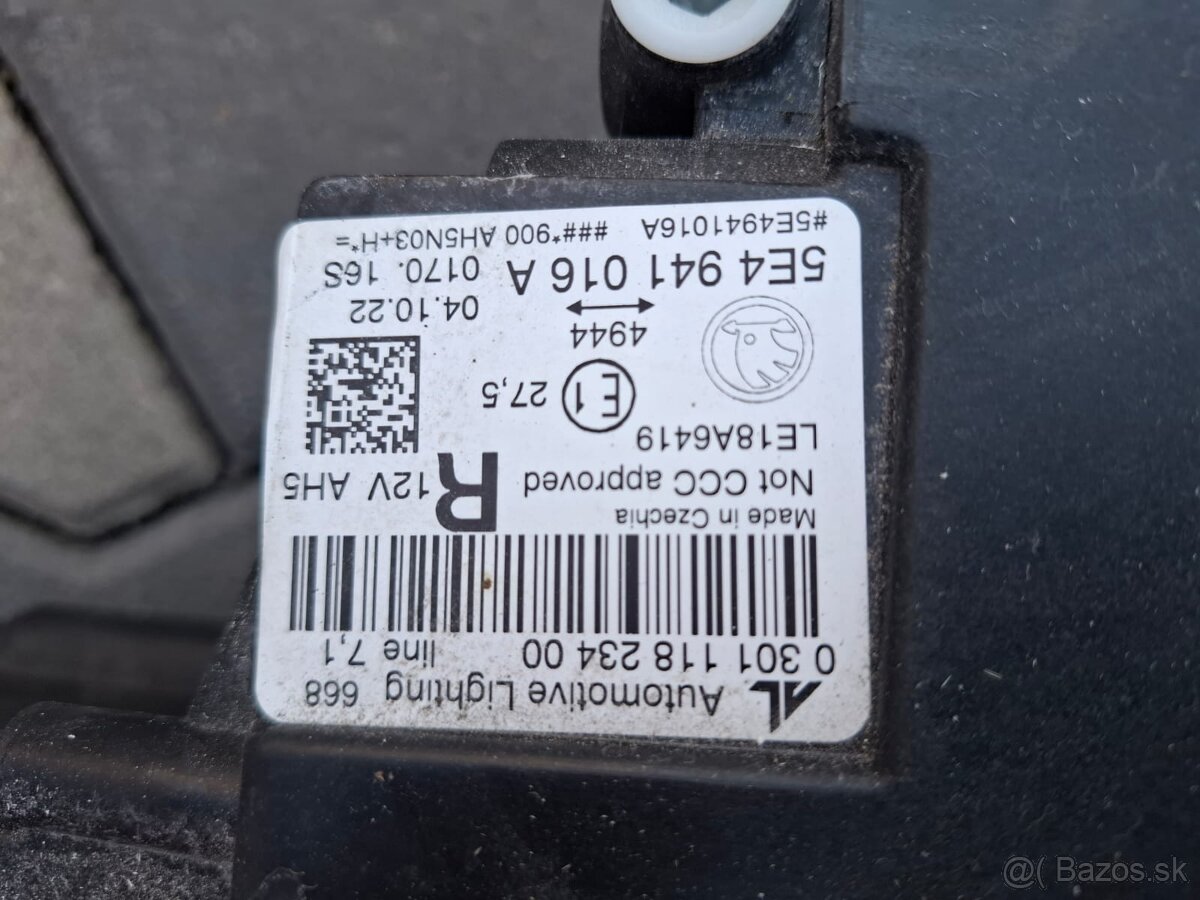 AL Automotive Lighting 668
0 301 118 234 00 line 7,1
Made in Czechia
Not CCC approved R 12V AH5
LE18A6419
E1 27,5
4944
04.10.22
5E4 941 016 A 0170. 16S
#5E4941016A ###*900 AH5N03+H*=
@( Bazos.sk